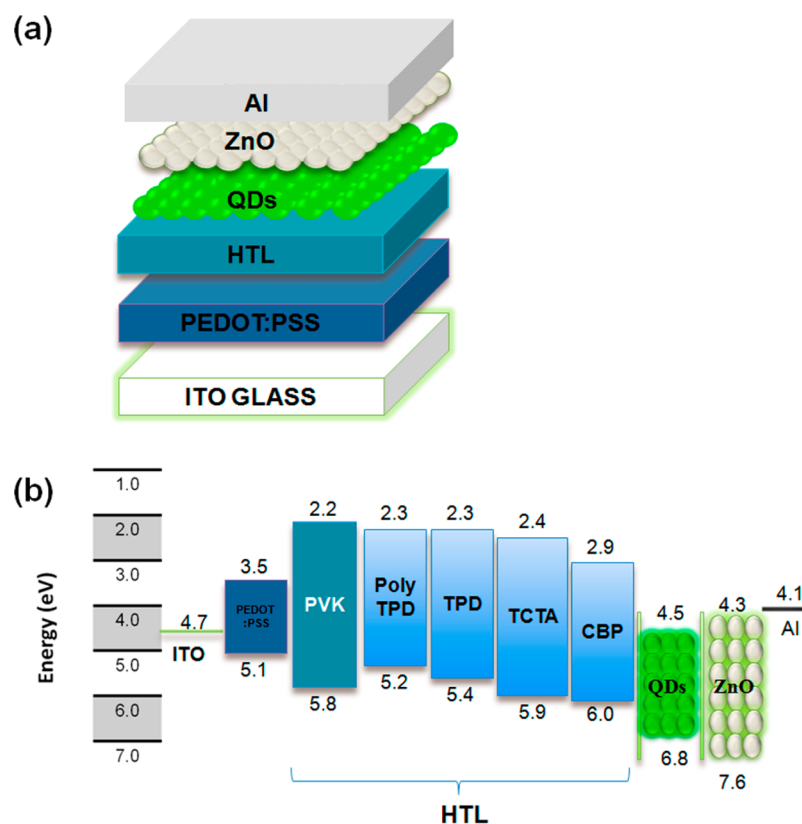 (a)
Al
ZnO
QDs
HTL
PEDOT:PSS
ITO GLASS
(b)
Energy (eV)
1.0
2.0
3.0
4.0
5.0
6.0
7.0
4.7
ITO
3.5
PEDOT
:PSS
5.1
2.2
PVK
5.8
2.3
Poly
TPD
5.2
2.3
TPD
5.4
2.4
TCTA
5.9
2.9
CBP
6.0
4.5
QDs
6.8
4.3
ZnO
7.6
4.1
Al
HTL